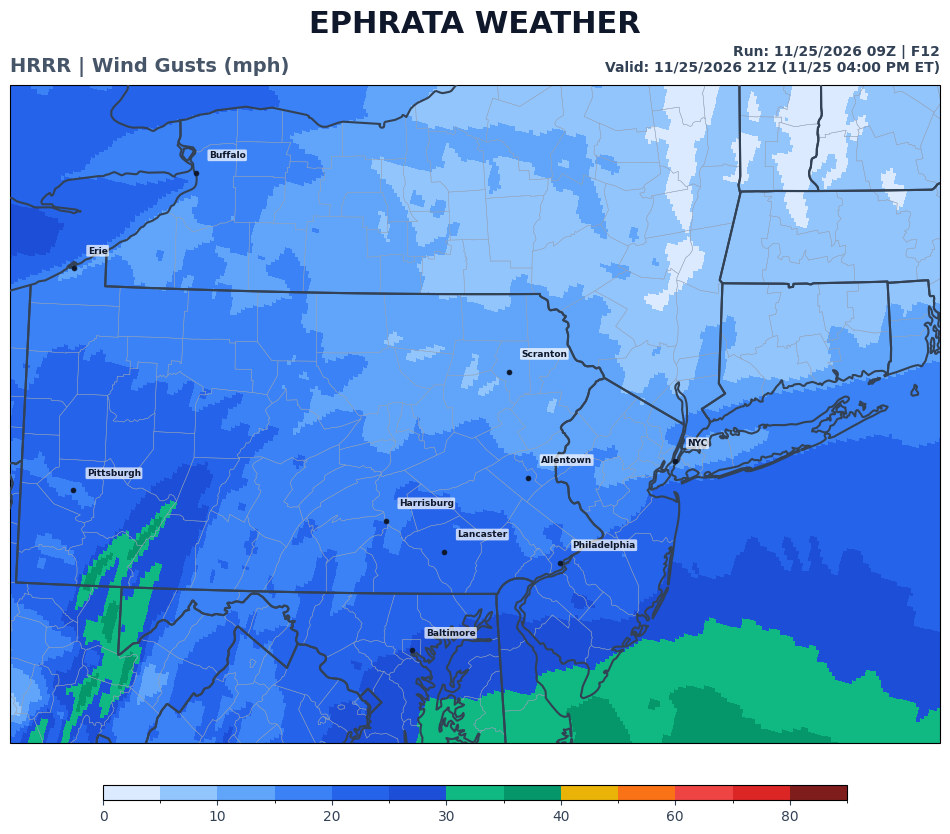 EPHRATA WEATHER
HRRR | Wind Gusts (mph)
Run: 11/25/2026 09Z | F12
Valid: 11/25/2026 21Z (11/25 04:00 PM ET)
Buffalo
Erie
Scranton
NYC
Allentown
Pittsburgh
Harrisburg
Lancaster
Philadelphia
Baltimore
0 10 20 30 40 50 60 70 80